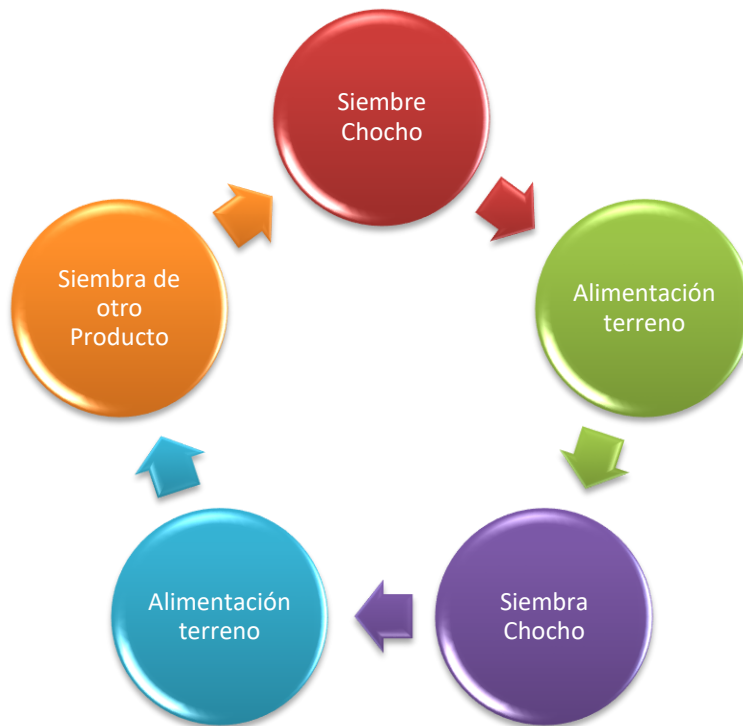 Siembre
Chocho
Alimentación
terreno
Siembra
Chocho
Alimentación
terreno
Siembra de
otro
Producto